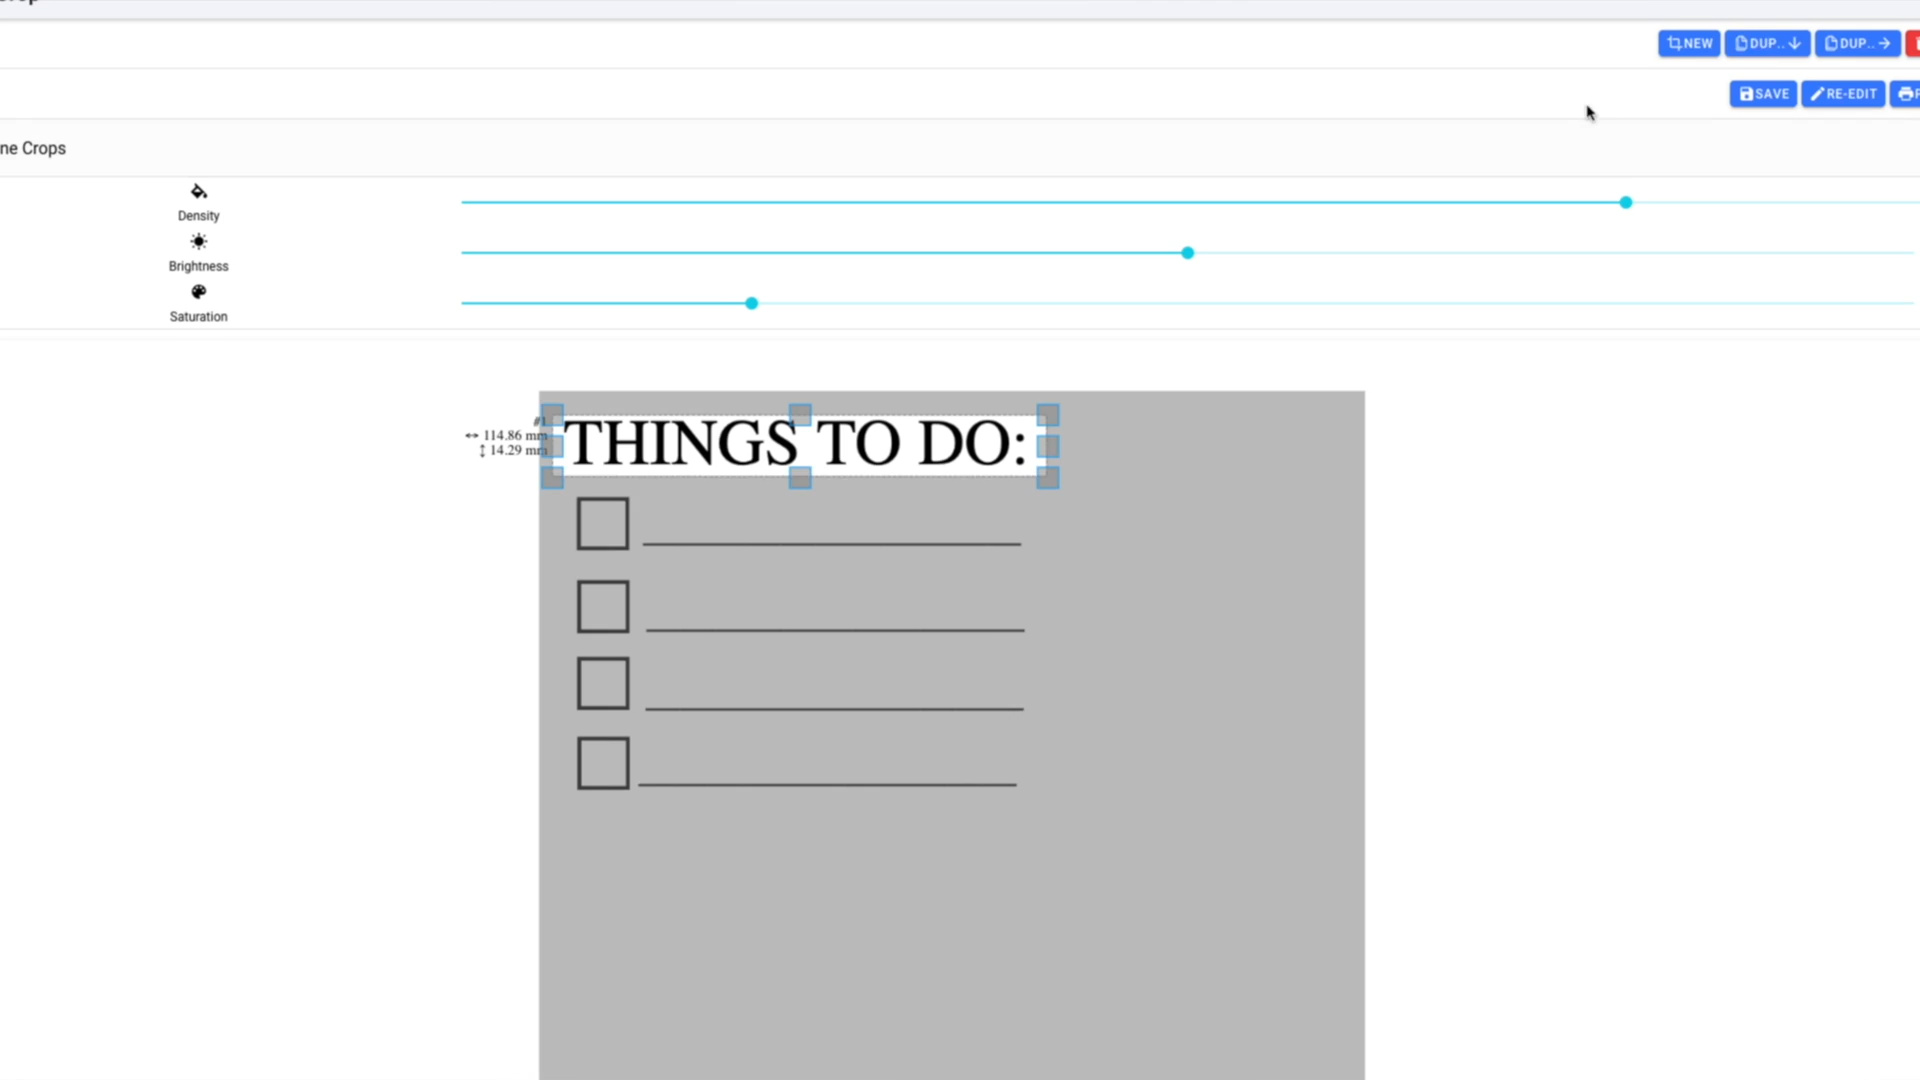 NEW DUP.. DUP..
SAVE RE-EDIT
ne Crops
Density
Brightness
Saturation
#1
114.86 mm
14.29 mm
THINGS TO DO: